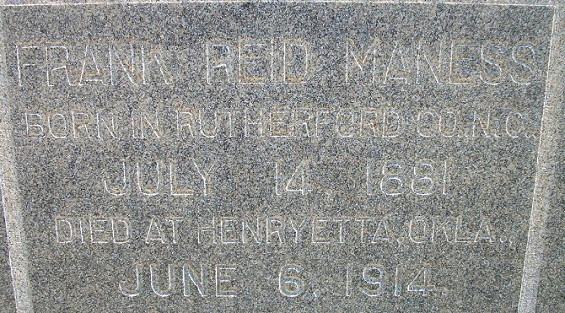 FRANK REID MANESS
BORN IN RUTHERFORD CO. N.C.,
JULY 14, 1881
DIED AT HENRYETTA, OKLA.,
JUNE 6, 1914.